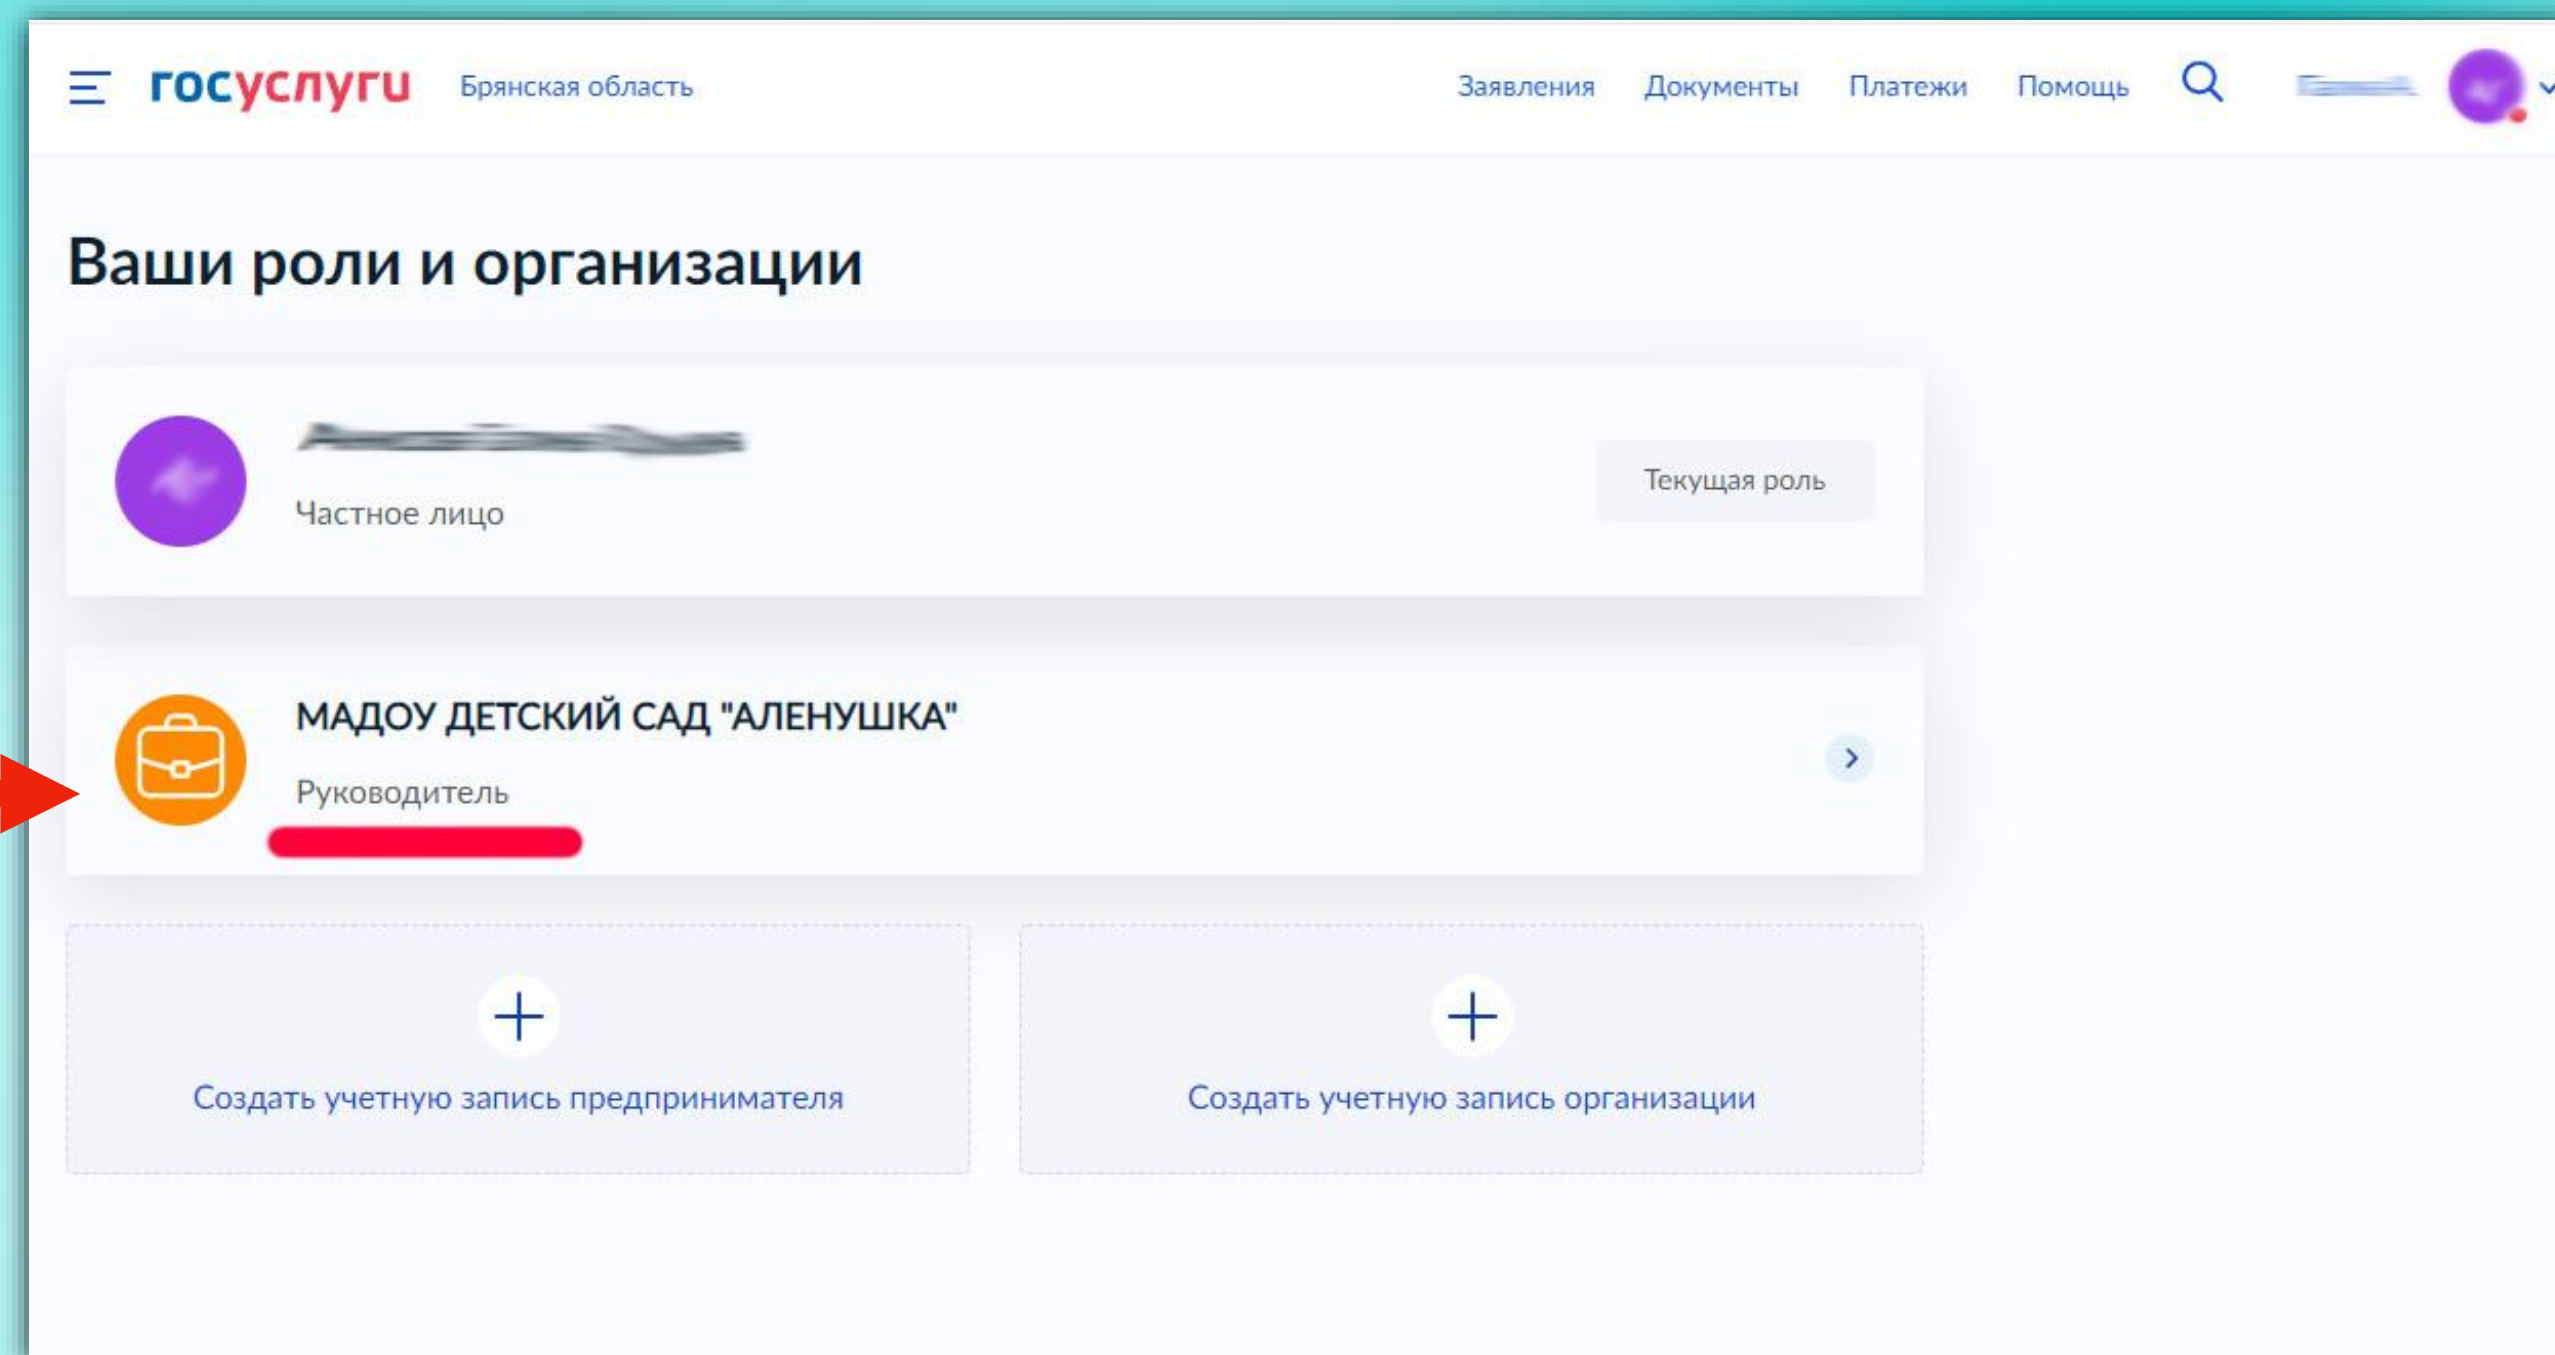 госуслуги Брянская область Заявления Документы Платежи Помощь
Ваши роли и организации
Частное лицо
Текущая роль
МАДОУ ДЕТСКИЙ САД "АЛЕНУШКА"
Руководитель
Создать учетную запись предпринимателя
Создать учетную запись организации